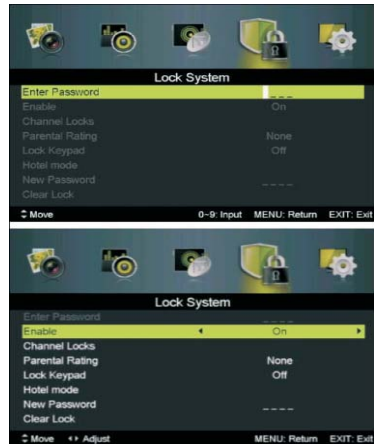 Lock System
Enter Password _ _ _
Enable On
Channel Locks
Parental Rating None
Lock Keypad Off
Hotel mode
New Password _ _ _ _
Clear Lock
Move 0~9: Input MENU: Return EXIT: Exit
Lock System
Enter Password _ _ _ _
Enable On
Channel Locks
Parental Rating None
Lock Keypad Off
Hotel mode
New Password _ _ _ _
Clear Lock
Move Adjust MENU: Return EXIT: Exit